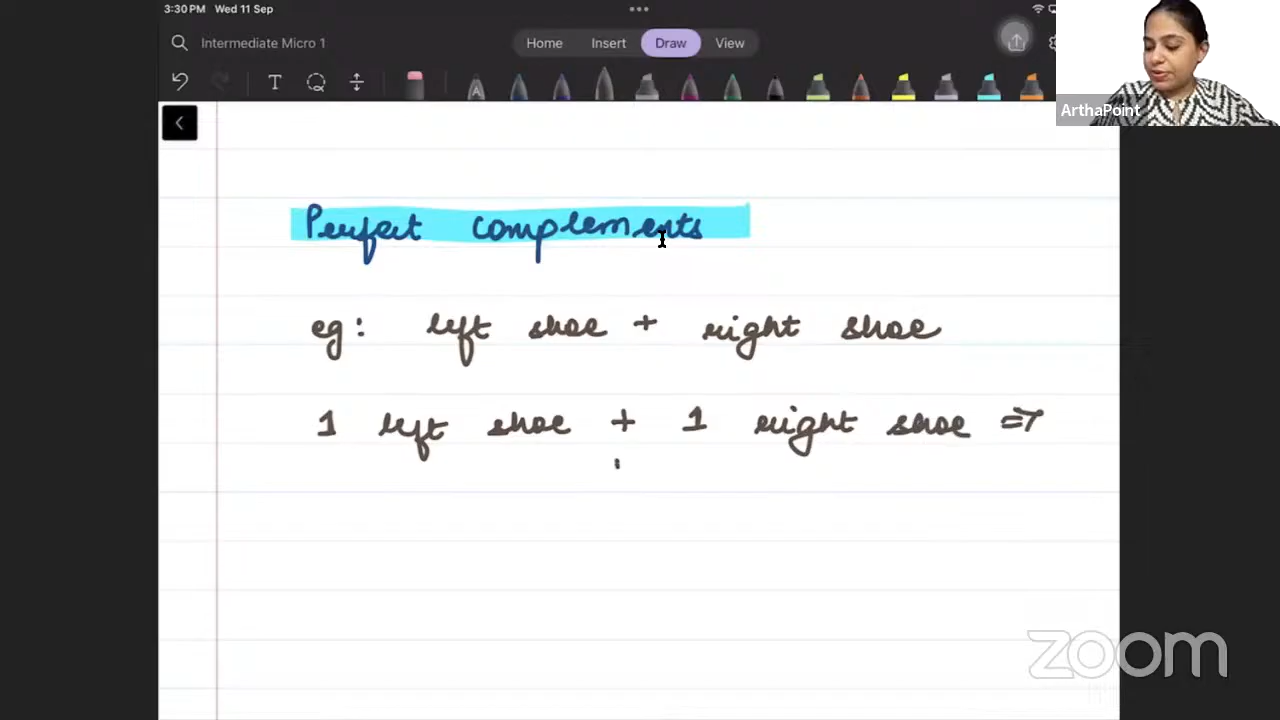 3:30 PM Wed 11 Sep
Intermediate Micro 1
Home Insert Draw View
T
A
ArthaPoint
Perfect complements
eg: left shoe + right shoe
1 left shoe + 1 right shoe ⇒
zoom